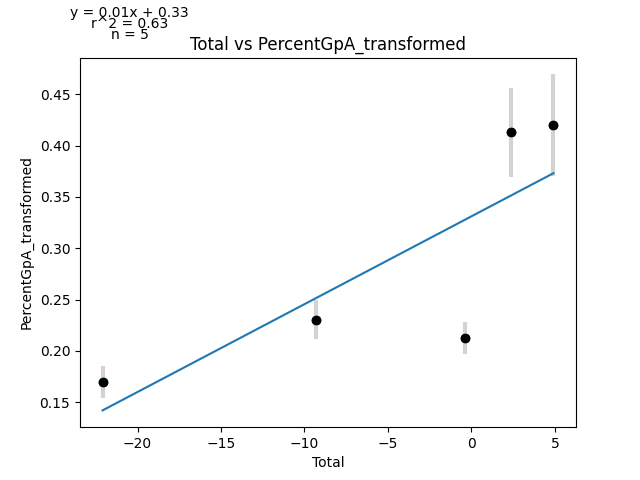 y = 0.01x + 0.33
r^2 = 0.63
n = 5
Total vs PercentGpA_transformed
PercentGpA_transformed
0.45
0.40
0.35
0.30
0.25
0.20
0.15
−20
−15
−10
−5
0
5
Total